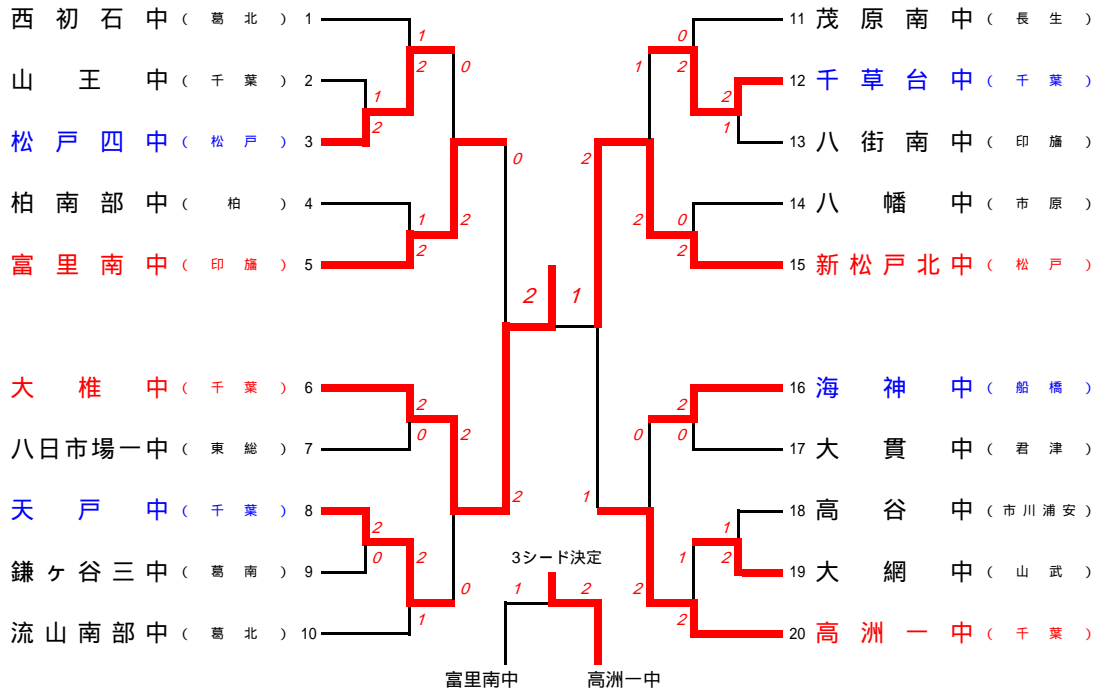 西初石中（葛北）1
1
2
0
山王中（千葉）2
1
2
松戸四中（松戸）3
0
柏南部中（柏）4
1
2
2
富里南中（印旛）5
2
1
大椎中（千葉）6
2
0
2
八日市場一中（東総）7
2
天戸中（千葉）8
2
0
2
鎌ヶ谷三中（葛南）9
0
1
流山南部中（葛北）10
11 茂原南中（長生）
0
2
1
12 千草台中（千葉）
2
1
13 八街南中（印旛）
2
14 八幡中（市原）
0
2
2
15 新松戸北中（松戸）
16 海神中（船橋）
2
0
0
17 大貫中（君津）
1
18 高谷中（市川浦安）
1
2
1
19 大網中（山武）
2
2
20 高洲一中（千葉）
3シード決定
1 2
富里南中 高洲一中